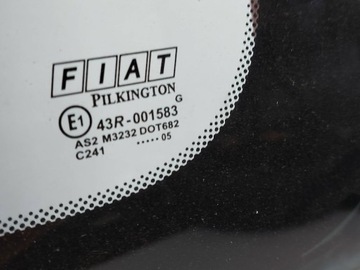 FIAT
PILKINGTON
E1 43R-001583
G
AS2 M3232 DOT682
C241 ..... 05